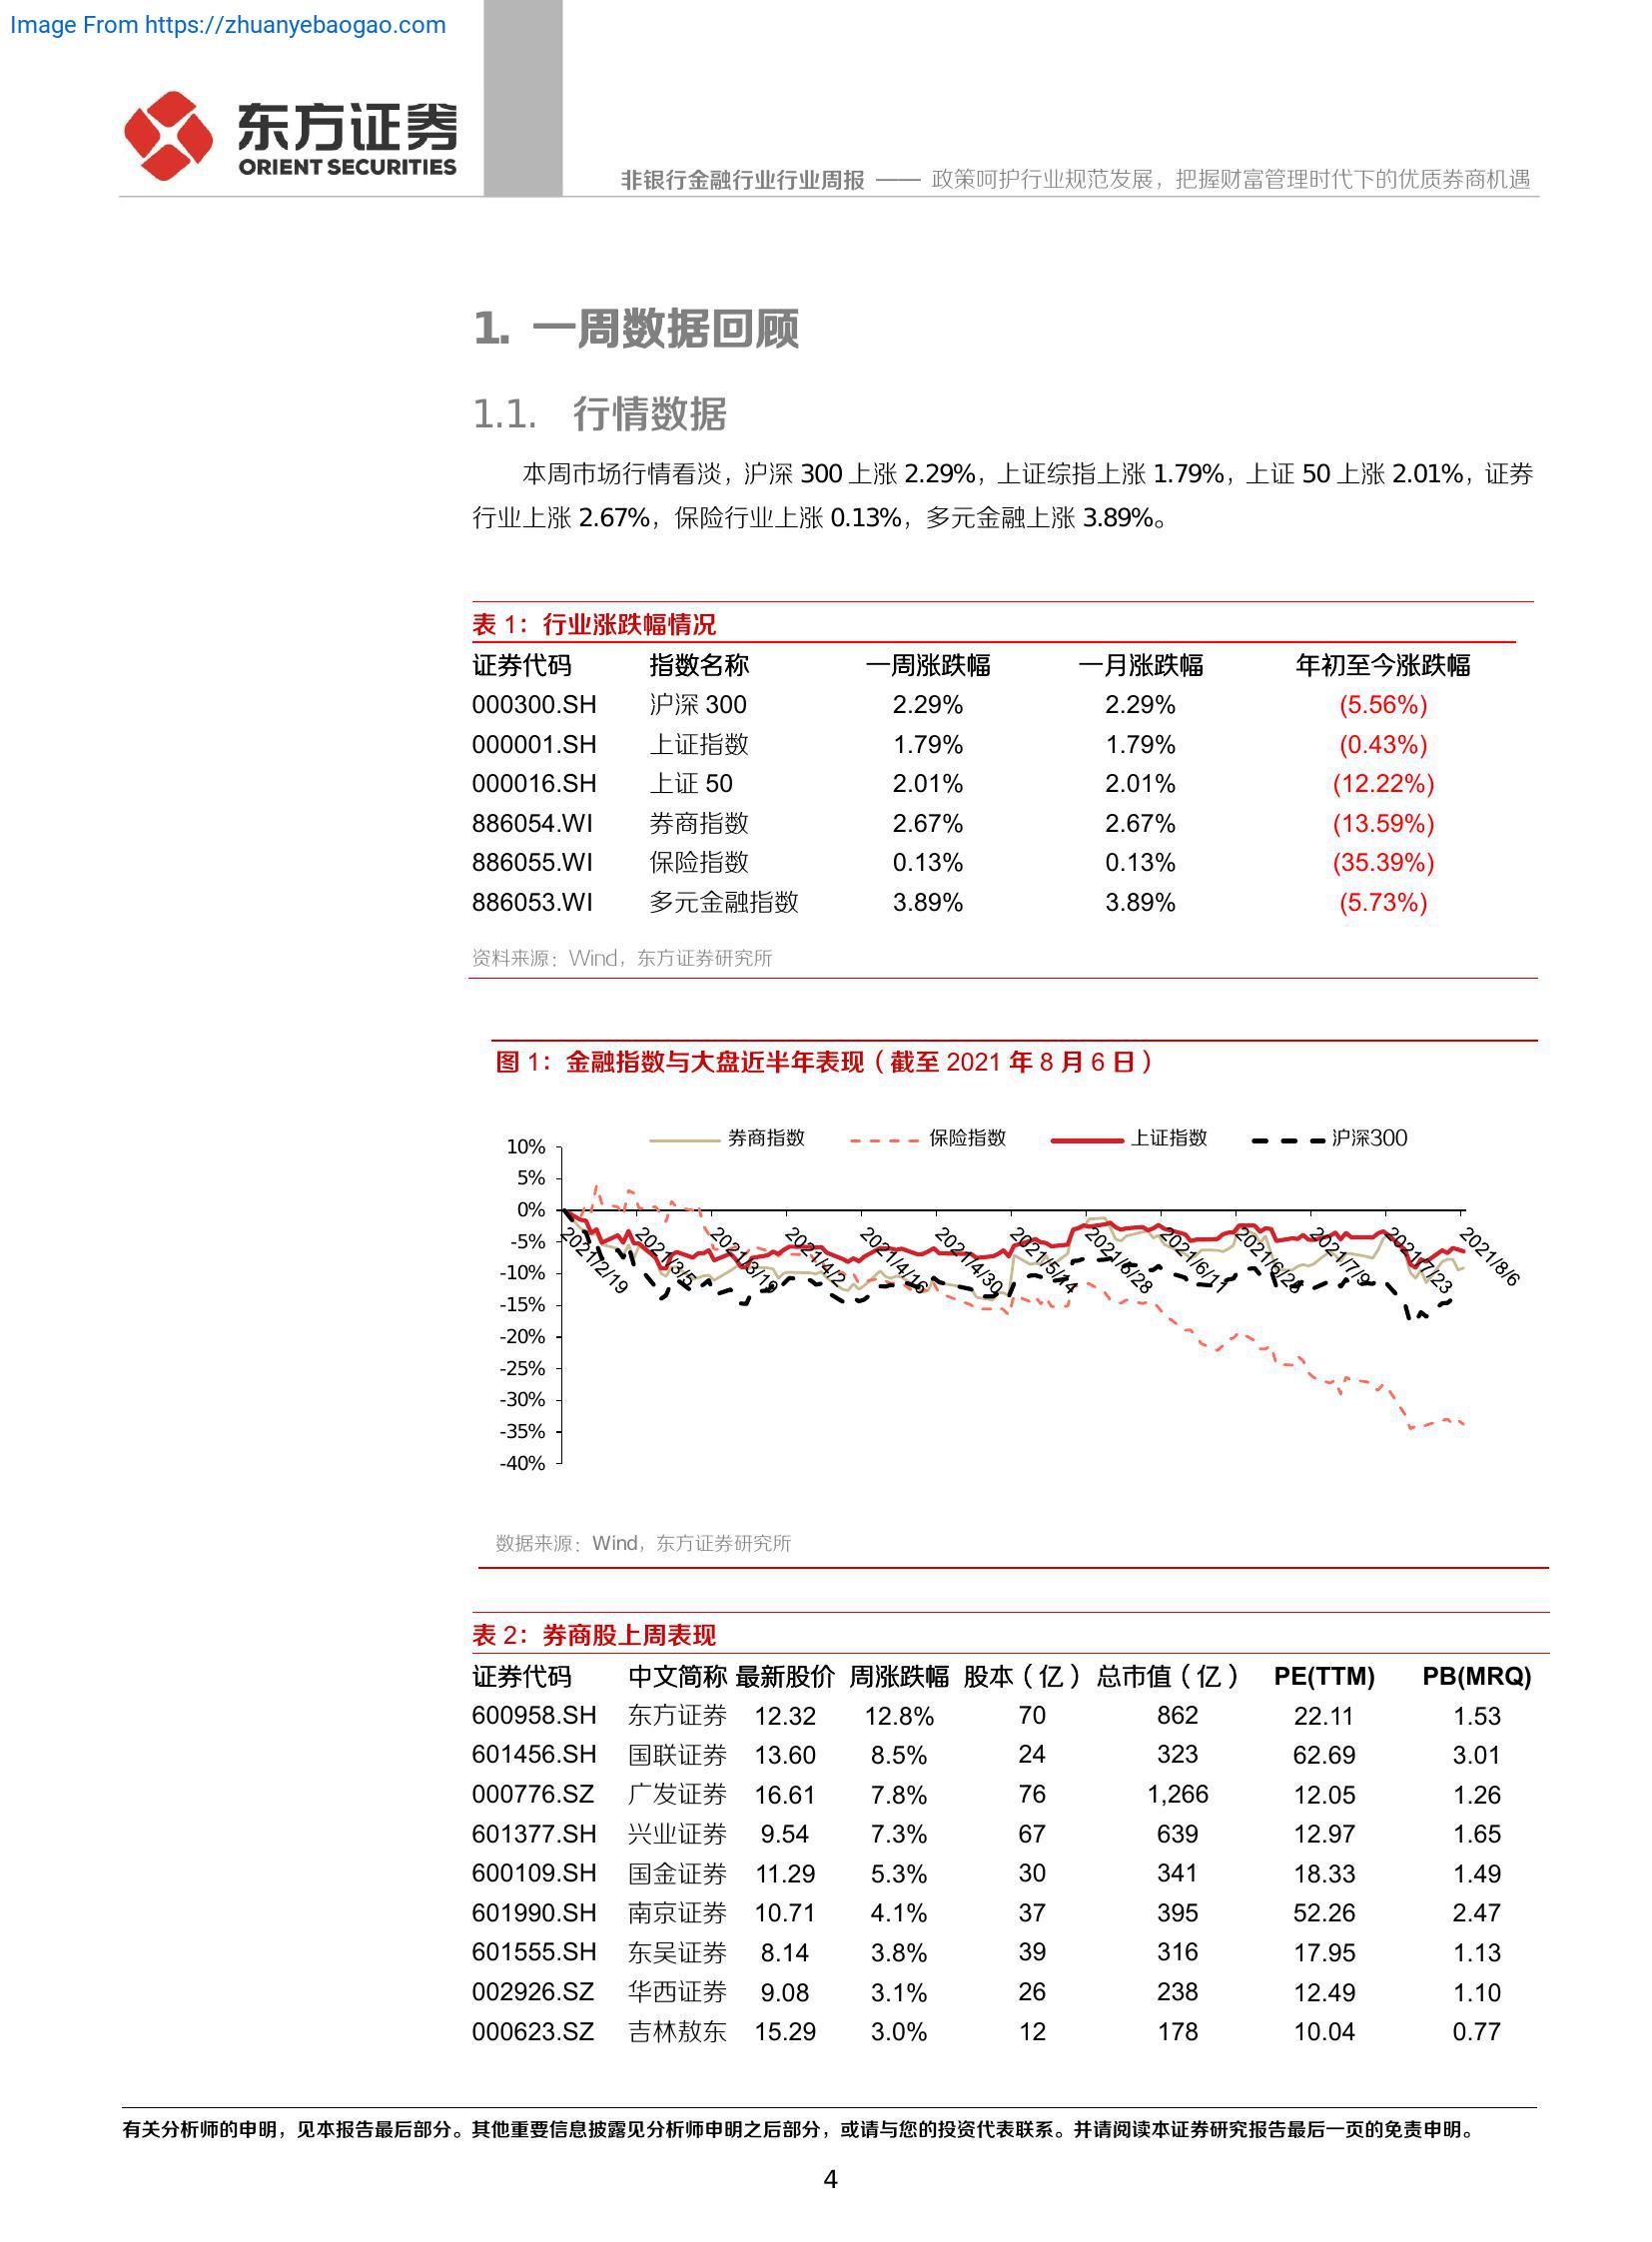 Image From https://zhuanyebaogao.com
东方证券
ORIENT SECURITIES
非银行金融行业行业周报 —— 政策呵护行业规范发展，把握财富管理时代下的优质券商机遇
1. 一周数据回顾
1.1. 行情数据
本周市场行情看淡，沪深 300 上涨 2.29%，上证综指上涨 1.79%，上证 50 上涨 2.01%，证券
行业上涨 2.67%，保险行业上涨 0.13%，多元金融上涨 3.89%。
表 1：行业涨跌幅情况
证券代码 指数名称 一周涨跌幅 一月涨跌幅 年初至今涨跌幅
000300.SH 沪深 300 2.29% 2.29% (5.56%)
000001.SH 上证指数 1.79% 1.79% (0.43%)
000016.SH 上证 50 2.01% 2.01% (12.22%)
886054.WI 券商指数 2.67% 2.67% (13.59%)
886055.WI 保险指数 0.13% 0.13% (35.39%)
886053.WI 多元金融指数 3.89% 3.89% (5.73%)
资料来源：Wind，东方证券研究所
图 1：金融指数与大盘近半年表现（截至 2021 年 8 月 6 日）
券商指数 保险指数 上证指数 沪深300
10%
5%
0%
-5%
-10%
-15%
-20%
-25%
-30%
-35%
-40%
2021/2/19 2021/3/5 2021/3/19 2021/4/2 2021/4/16 2021/4/30 2021/5/14 2021/5/28 2021/6/11 2021/6/25 2021/7/9 2021/7/23 2021/8/6
数据来源：Wind，东方证券研究所
表 2：券商股上周表现
证券代码 中文简称 最新股价 周涨跌幅 股本（亿） 总市值（亿） PE(TTM) PB(MRQ)
600958.SH 东方证券 12.32 12.8% 70 862 22.11 1.53
601456.SH 国联证券 13.60 8.5% 24 323 62.69 3.01
000776.SZ 广发证券 16.61 7.8% 76 1,266 12.05 1.26
601377.SH 兴业证券 9.54 7.3% 67 639 12.97 1.65
600109.SH 国金证券 11.29 5.3% 30 341 18.33 1.49
601990.SH 南京证券 10.71 4.1% 37 395 52.26 2.47
601555.SH 东吴证券 8.14 3.8% 39 316 17.95 1.13
002926.SZ 华西证券 9.08 3.1% 26 238 12.49 1.10
000623.SZ 吉林敖东 15.29 3.0% 12 178 10.04 0.77
有关分析师的申明，见本报告最后部分。其他重要信息披露见分析师申明之后部分，或请与您的投资代表联系。并请阅读本证券研究报告最后一页的免责申明。
4